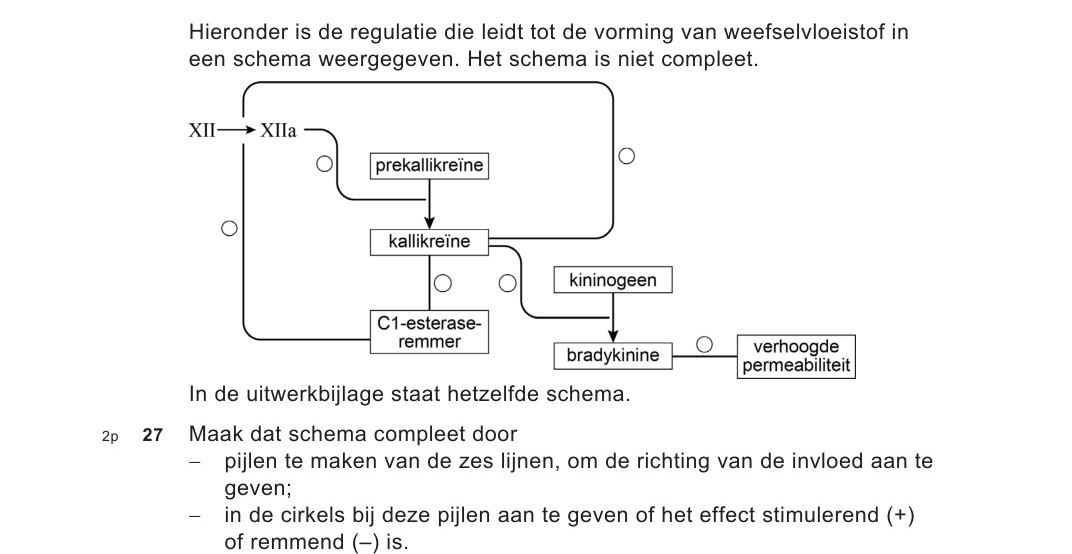 Hieronder is de regulatie die leidt tot de vorming van weefselvloeistof in
een schema weergegeven. Het schema is niet compleet.
XII XIIa
prekallikreïne
kallikreïne
kininogeen
C1-esterase-
remmer
bradykinine
verhoogde
permeabiliteit
In de uitwerkbijlage staat hetzelfde schema.
2p 27 Maak dat schema compleet door
– pijlen te maken van de zes lijnen, om de richting van de invloed aan te
geven;
– in de cirkels bij deze pijlen aan te geven of het effect stimulerend (+)
of remmend (–) is.